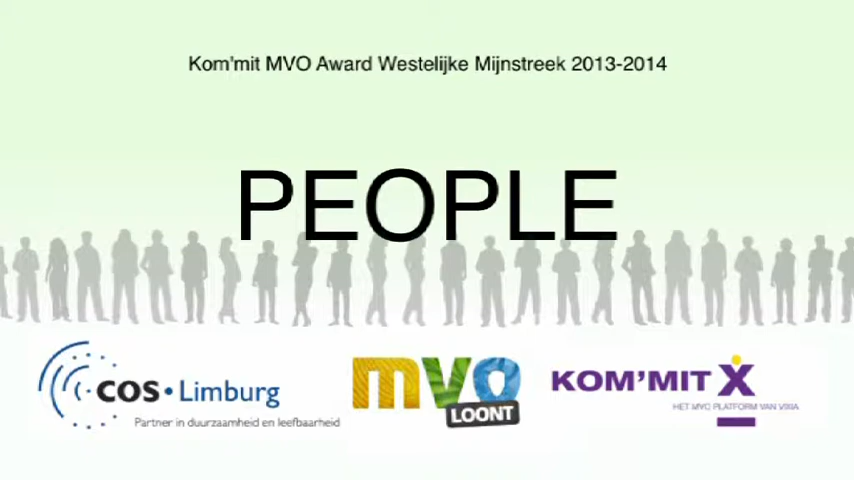 Kom'mit MVO Award Westelijke Mijnstreek 2013-2014
PEOPLE
COS•Limburg
Partner in duurzaamheid en leefbaarheid
mvo
LOONT
KOM'MIT X
HET MVO PLATFORM VAN VIXIA